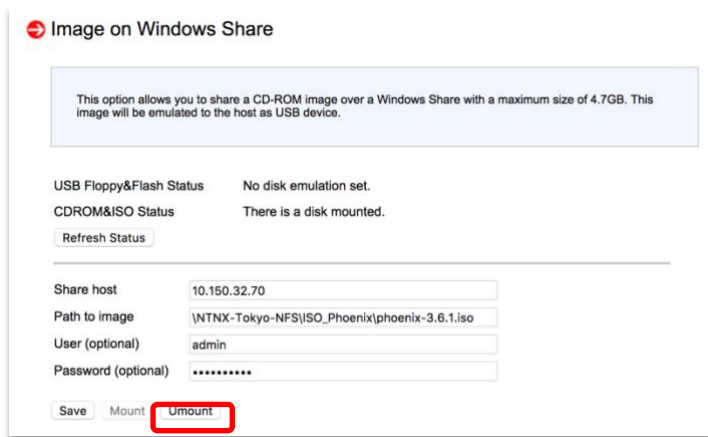 Image on Windows Share
This option allows you to share a CD-ROM image over a Windows Share with a maximum size of 4.7GB. This
image will be emulated to the host as USB device.
USB Floppy&Flash Status No disk emulation set.
CDROM&ISO Status There is a disk mounted.
Refresh Status
Share host 10.150.32.70
Path to image \NTNX-Tokyo-NFS\ISO_Phoenix\phoenix-3.6.1.iso
User (optional) admin
Password (optional) ••••••••••
Save Mount Umount